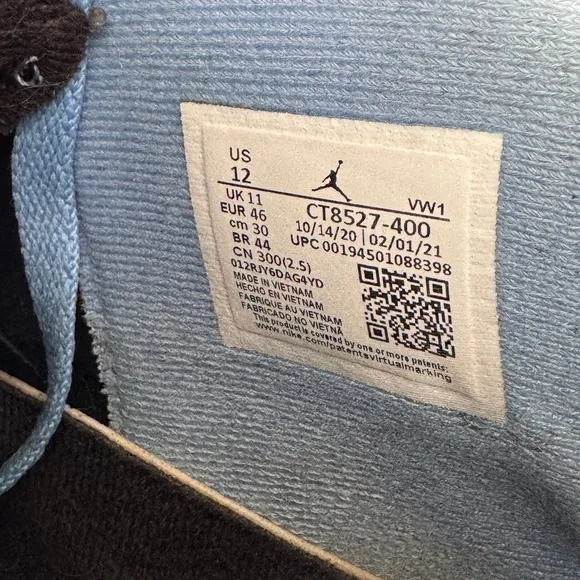 US
12
UK 11
EUR 46
cm 30
BR 44
CN 300(2.5)
012RJY6DAG4YD
VW1
CT8527-400
10/14/20 | 02/01/21
UPC 00194501088398
MADE IN VIETNAM
HECHO EN VIETNAM
FABRIQUE AU VIETNAM
FABRICADO NO VIETNÃ
This product is covered by one or more patents:
www.nike.com/patentsvirtualmarking